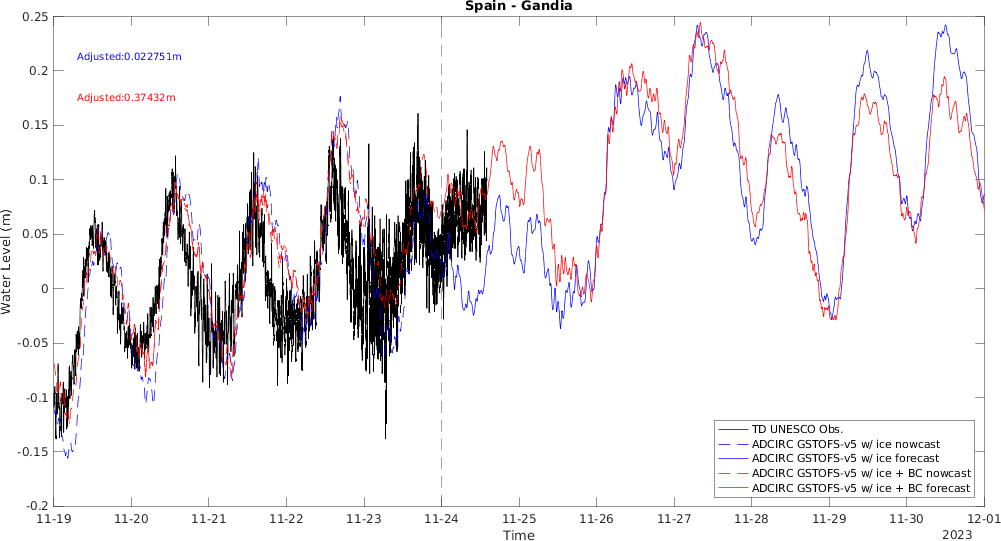 Spain - Gandia
0.25
0.2
0.15
0.1
0.05
0
-0.05
-0.1
-0.15
-0.2
Water Level (m)
Adjusted:0.022751m
Adjusted:0.37432m
TD UNESCO Obs.
ADCIRC GSTOFS-v5 w/ ice nowcast
ADCIRC GSTOFS-v5 w/ ice forecast
ADCIRC GSTOFS-v5 w/ ice + BC nowcast
ADCIRC GSTOFS-v5 w/ ice + BC forecast
11-19 11-20 11-21 11-22 11-23 11-24 11-25 11-26 11-27 11-28 11-29 11-30 12-01
Time
2023